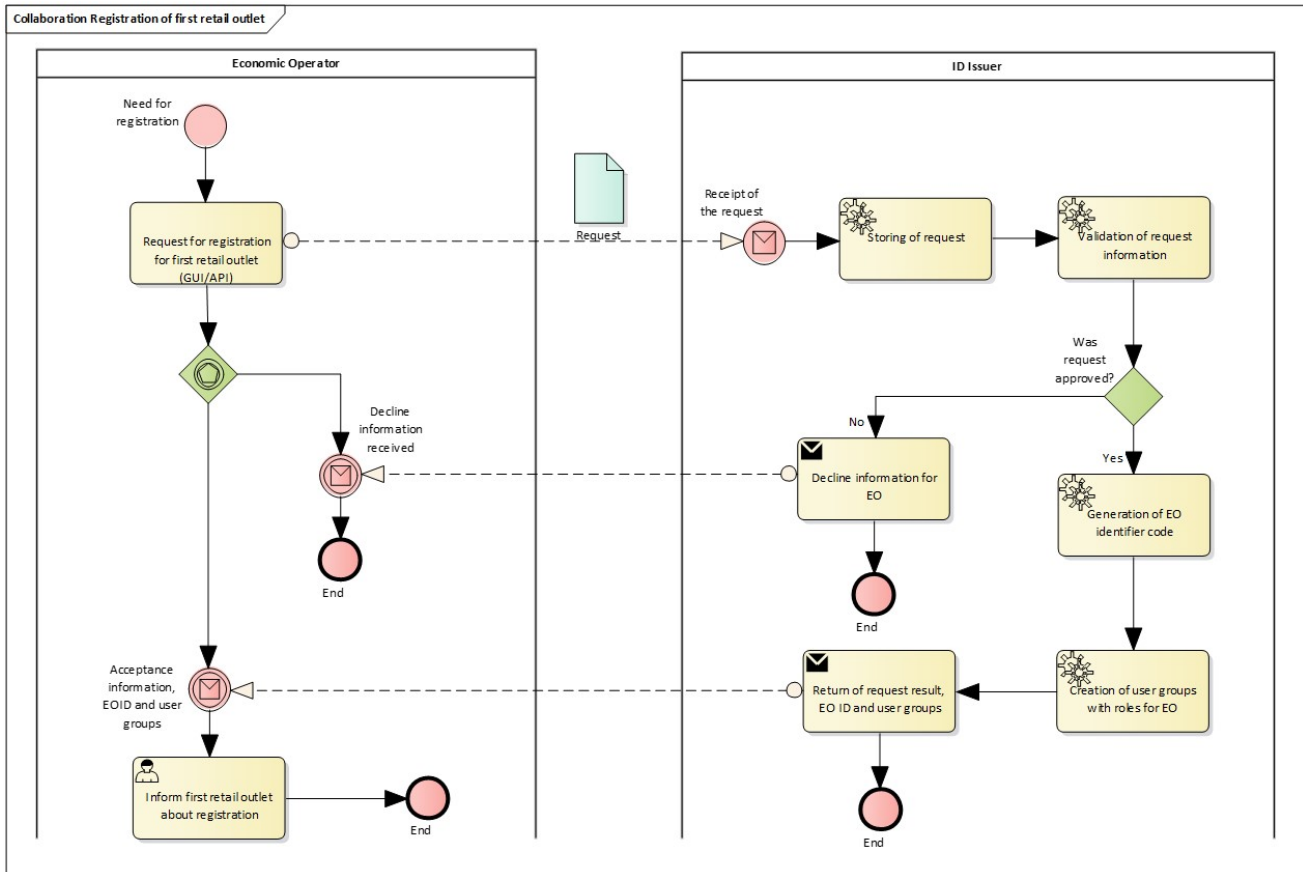 Collaboration Registration of first retail outlet
Economic Operator
ID Issuer
Need for
registration
Request for registration
for first retail outlet
(GUI/API)
Request
Receipt of
the request
Storing of request
Validation of request
information
Was
request
approved?
No
Yes
Decline
information
received
Decline information for
EO
Generation of EO
identifier code
End
End
Acceptance
information,
EOID and user
groups
Return of request result,
EO ID and user groups
Creation of user groups
with roles for EO
Inform first retail outlet
about registration
End
End